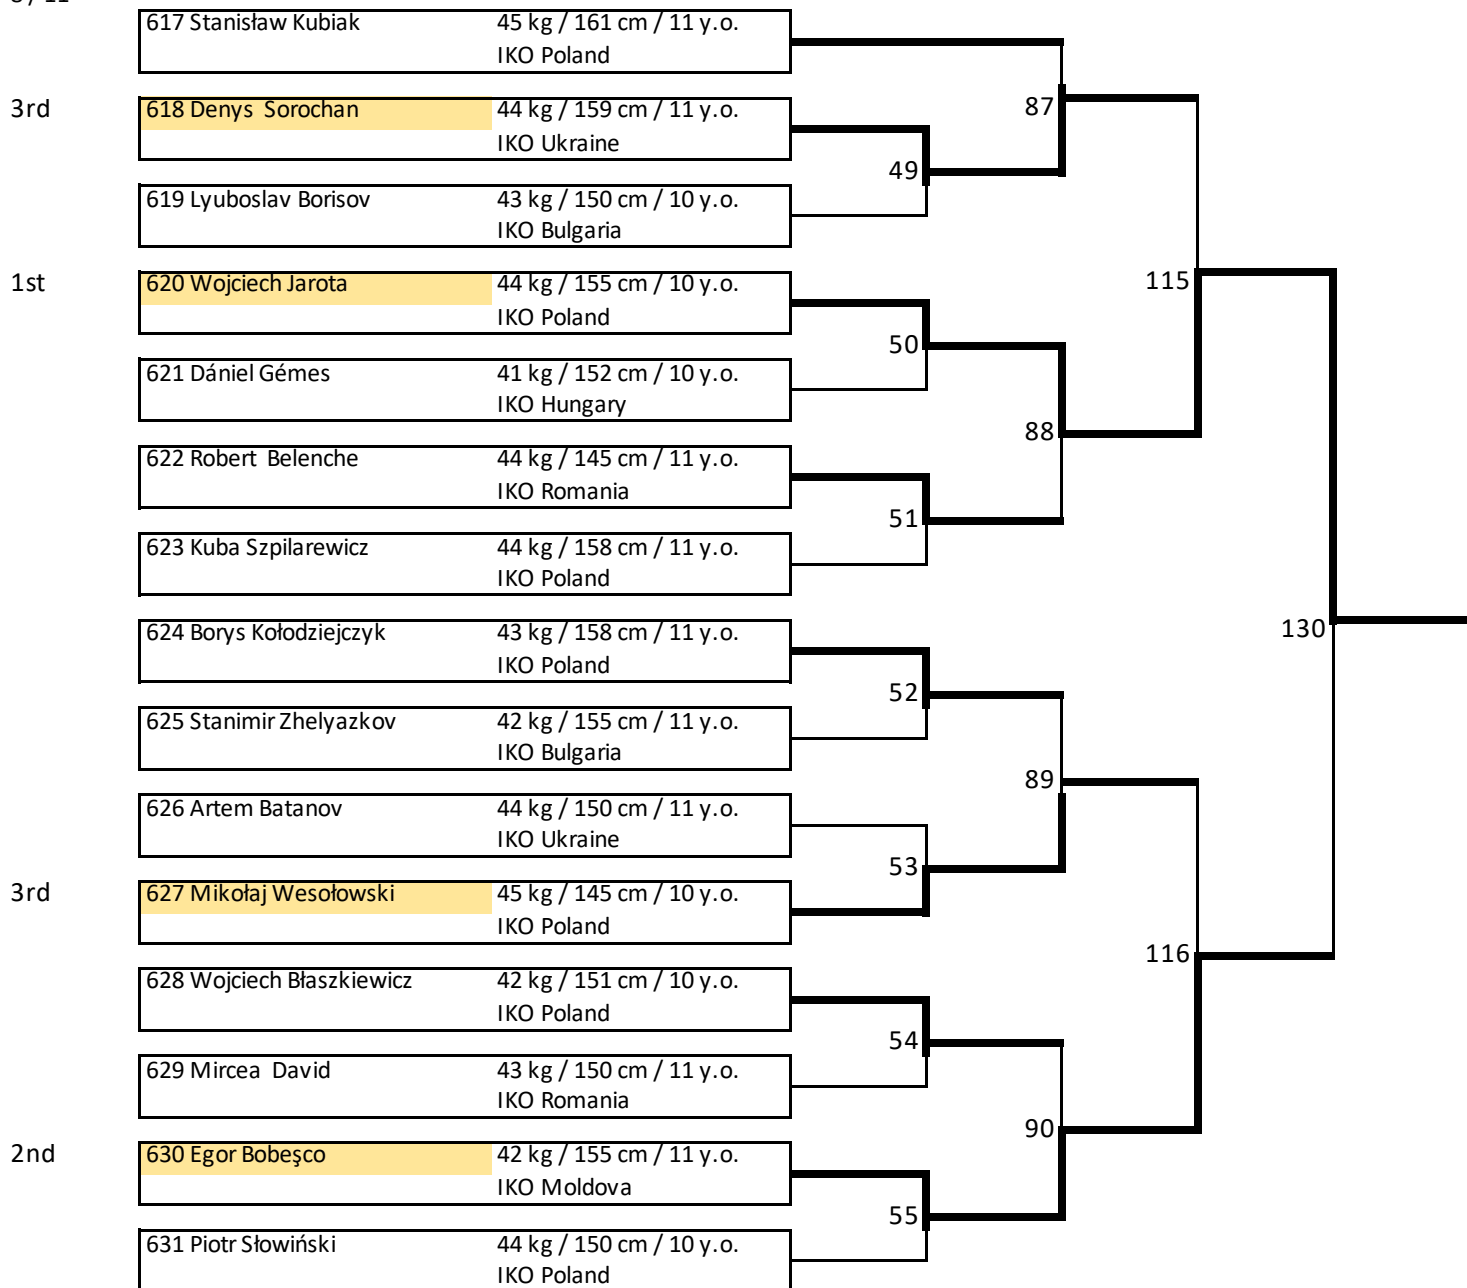 617 Stanisław Kubiak 45 kg / 161 cm / 11 y.o.
IKO Poland
3rd 618 Denys Sorochan 44 kg / 159 cm / 11 y.o.
IKO Ukraine
87
49
619 Lyuboslav Borisov 43 kg / 150 cm / 10 y.o.
IKO Bulgaria
1st 620 Wojciech Jarota 44 kg / 155 cm / 10 y.o.
IKO Poland
115
50
621 Dániel Gémes 41 kg / 152 cm / 10 y.o.
IKO Hungary
88
622 Robert Belenche 44 kg / 145 cm / 11 y.o.
IKO Romania
51
623 Kuba Szpilarewicz 44 kg / 158 cm / 11 y.o.
IKO Poland
624 Borys Kołodziejczyk 43 kg / 158 cm / 11 y.o.
IKO Poland
130
52
625 Stanimir Zhelyazkov 42 kg / 155 cm / 11 y.o.
IKO Bulgaria
89
626 Artem Batanov 44 kg / 150 cm / 11 y.o.
IKO Ukraine
53
3rd 627 Mikołaj Wesołowski 45 kg / 145 cm / 10 y.o.
IKO Poland
116
628 Wojciech Błaszkiewicz 42 kg / 151 cm / 10 y.o.
IKO Poland
54
629 Mircea David 43 kg / 150 cm / 11 y.o.
IKO Romania
90
2nd 630 Egor Bobeşco 42 kg / 155 cm / 11 y.o.
IKO Moldova
55
631 Piotr Słowiński 44 kg / 150 cm / 10 y.o.
IKO Poland